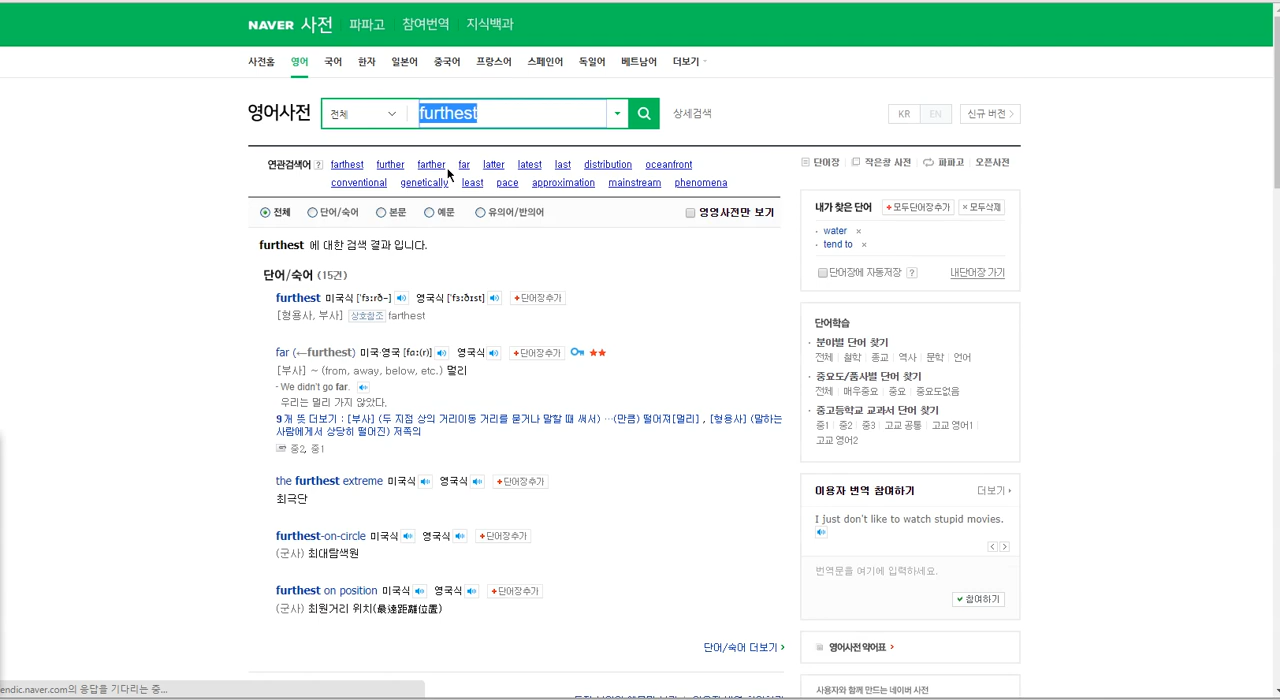 NAVER 사전 파파고 참여번역 지식백과
사전홈 영어 국어 한자 일본어 중국어 프랑스어 스페인어 독일어 베트남어 더보기
영어사전 전체 furthest 상세검색 KR EN 신규 버전 >
연관검색어 ? farthest further farther far latter latest last distribution oceanfront
conventional genetically least pace approximation mainstream phenomena
단어장 작은창 사전 파파고 오픈사전
전체 단어/숙어 본문 예문 유의어/반의어 영영사전만 보기
furthest 에 대한 검색 결과 입니다.
단어/숙어 (15건)
furthest 미국식 ['fɜ:rð-] 영국식 ['fɜ:ðɪst] +단어장추가
[형용사, 부사] 상호참조 farthest
far (←furthest) 미국·영국 [fɑ:(r)] 영국식 +단어장추가 ★★
[부사] ~ (from, away, below, etc.) 멀리
- We didn't go far.
우리는 멀리 가지 않았다.
9개 뜻 더보기 : [부사] (두 지점 상의 거리이동 거리를 묻거나 말할 때 써서) …(만큼) 떨어져[멀리] , [형용사] (말하는
사람에게서 상당히 떨어진) 저쪽의
중2, 중1
the furthest extreme 미국식 영국식 +단어장추가
최극단
furthest-on-circle 미국식 영국식 +단어장추가
(군사) 최대탐색원
furthest on position 미국식 영국식 +단어장추가
(군사) 최원거리 위치(最遠距離位置)
단어/숙어 더보기 >
내가 찾은 단어 +모두단어장추가 ×모두삭제
· water ×
· tend to ×
단어장에 자동저장 ? 내단어장 가기
단어학습
· 분야별 단어 찾기
전체 철학 종교 역사 문학 언어
· 중요도/품사별 단어 찾기
전체 매우중요 중요 중요도없음
· 중고등학교 교과서 단어 찾기
중1 중2 중3 고교 공통 고교 영어1
고교 영어2
이용자 번역 참여하기 더보기
I just don't like to watch stupid movies.
< >
번역문을 여기에 입력하세요.
참여하기
영어사전 약어표
사용자와 함께 만드는 네이버 사전
endic.naver.com의 응답을 기다리는 중...